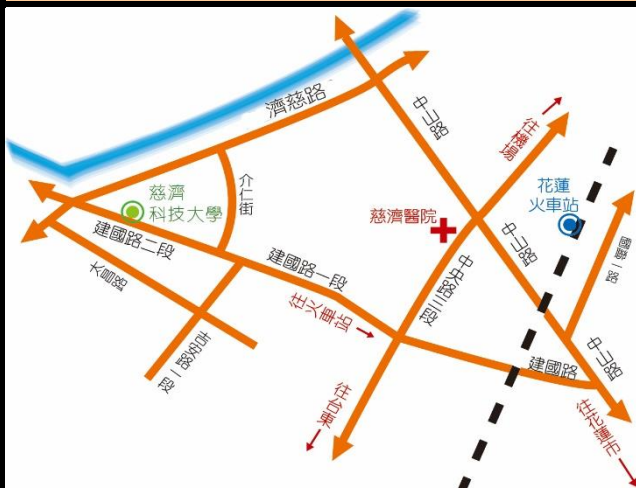 濟慈路
中山路
往機場
慈濟
科技大學
介仁街
慈濟醫院
花蓮
火車站
中山路
國聯一路
建國路二段
大昌路
建國路一段
中央路三段
往火車站
吉安路一段
中山路
建國路
往台東
往花蓮市